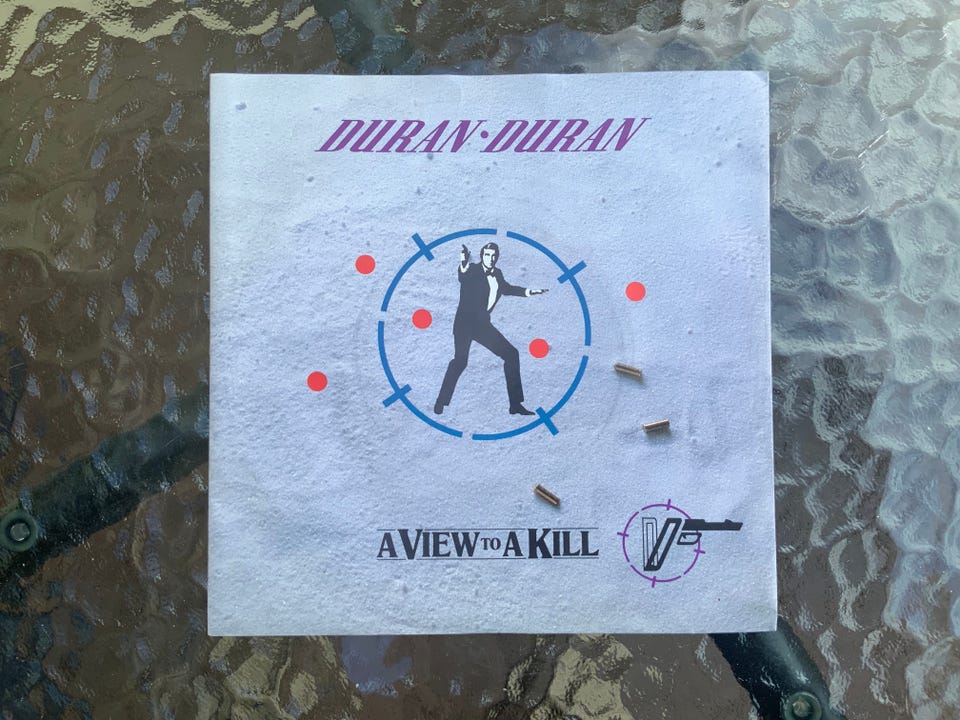 DURAN·DURAN
A VIEW TO A KILL